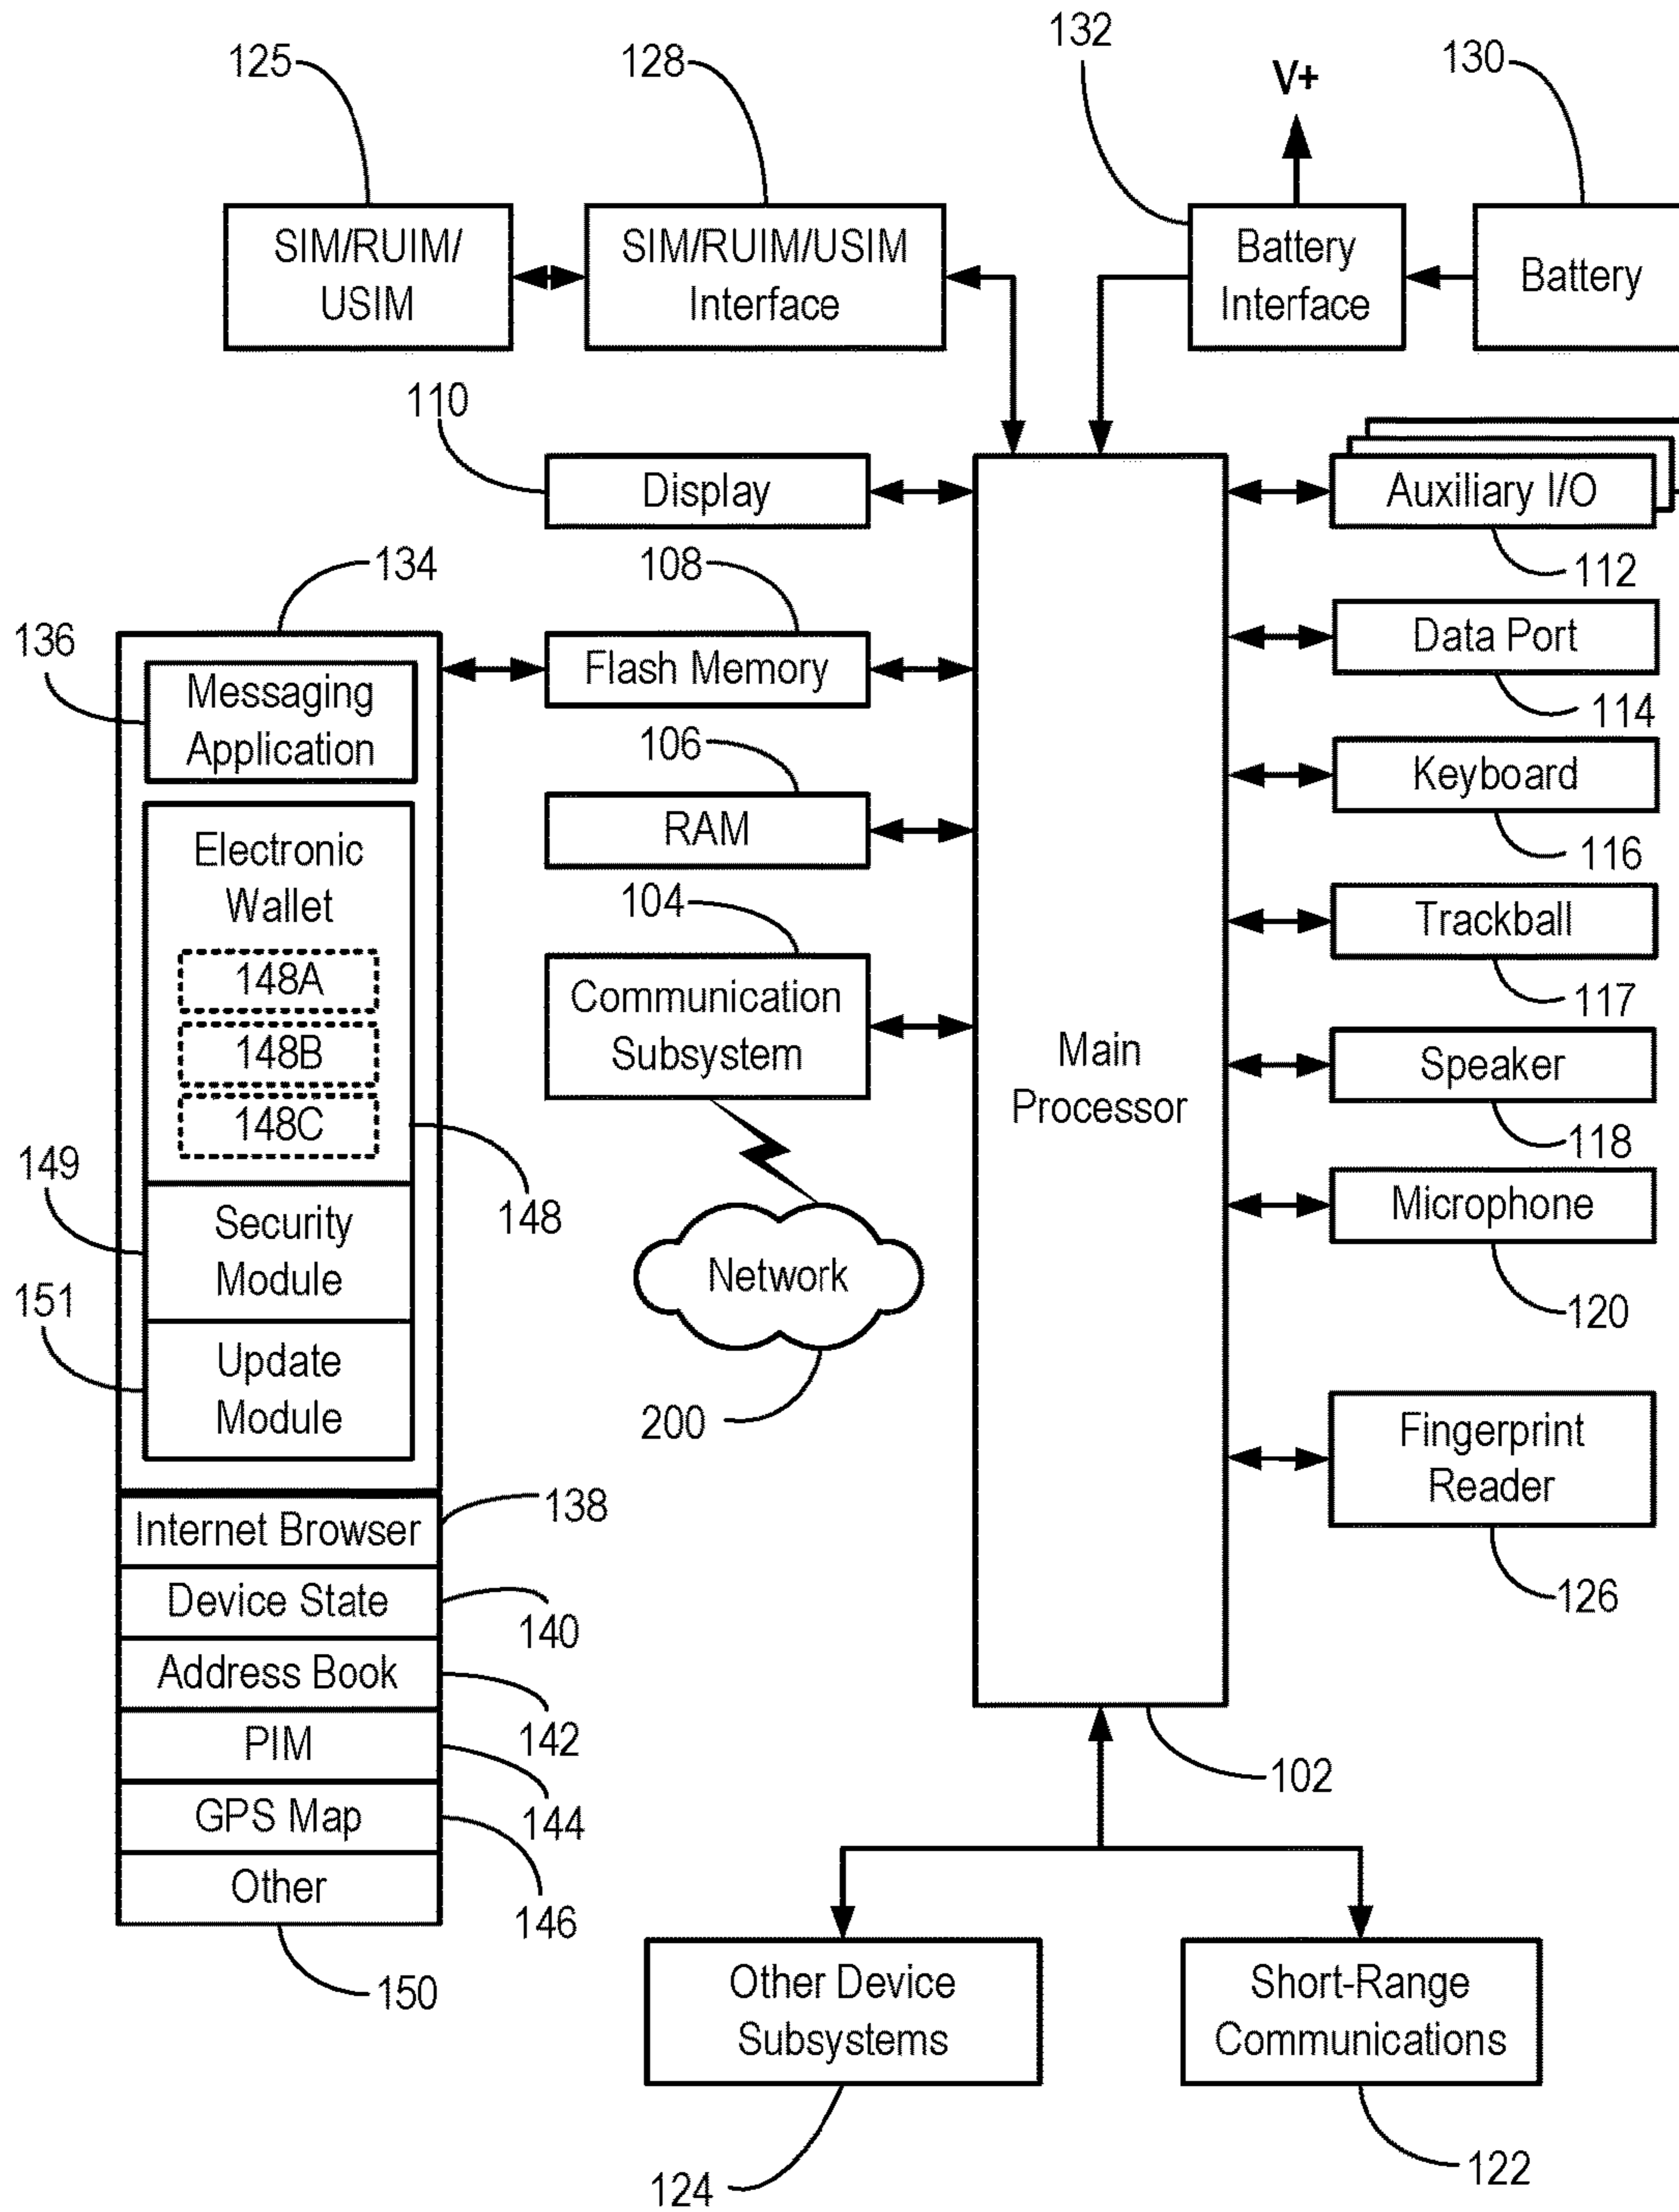 125
128
132
V+
130
SIM/RUIM/
USIM
SIM/RUIM/USIM
Interface
Battery
Interface
Battery
110
Display
Auxiliary I/O
112
134
108
136
Messaging
Application
Flash Memory
Data Port
114
106
RAM
Keyboard
116
Electronic
Wallet
148A
148B
148C
104
Communication
Subsystem
Main
Processor
Trackball
117
Speaker
118
149
148
Security
Module
Network
200
Microphone
120
151
Update
Module
Fingerprint
Reader
126
Internet Browser
138
Device State
140
Address Book
142
PIM
144
GPS Map
146
Other
150
102
Other Device
Subsystems
124
Short-Range
Communications
122